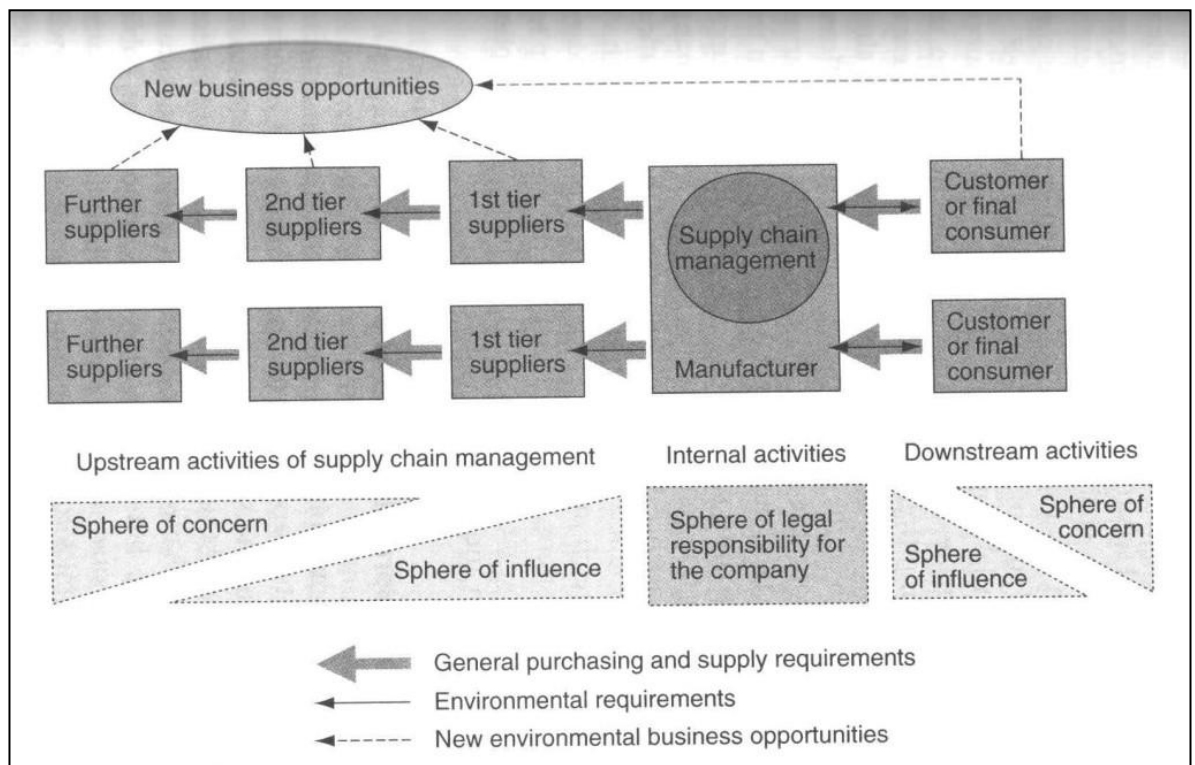 New business opportunities
Further
suppliers
2nd tier
suppliers
1st tier
suppliers
Supply chain
management
Customer
or final
consumer
Further
suppliers
2nd tier
suppliers
1st tier
suppliers
Manufacturer
Customer
or final
consumer
Upstream activities of supply chain management
Internal activities
Downstream activities
Sphere of concern
Sphere of influence
Sphere of legal
responsibility for
the company
Sphere
of influence
Sphere of
concern
General purchasing and supply requirements
Environmental requirements
New environmental business opportunities